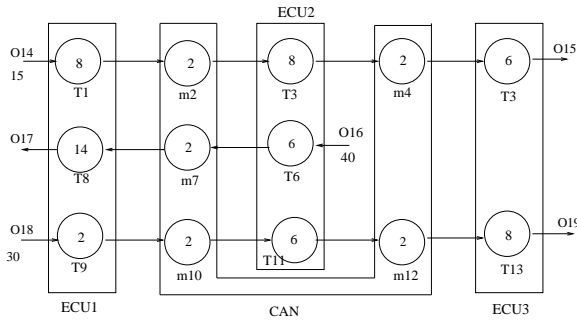 ECU2
O14 8 2 8 2 6 O15
15 T1 m2 T3 m4 T3
O17 14 2 6 O16
T8 m7 T6 40
O18 2 2 6 2 8 O19
30 T9 m10 T11 m12 T13
ECU1 CAN ECU3